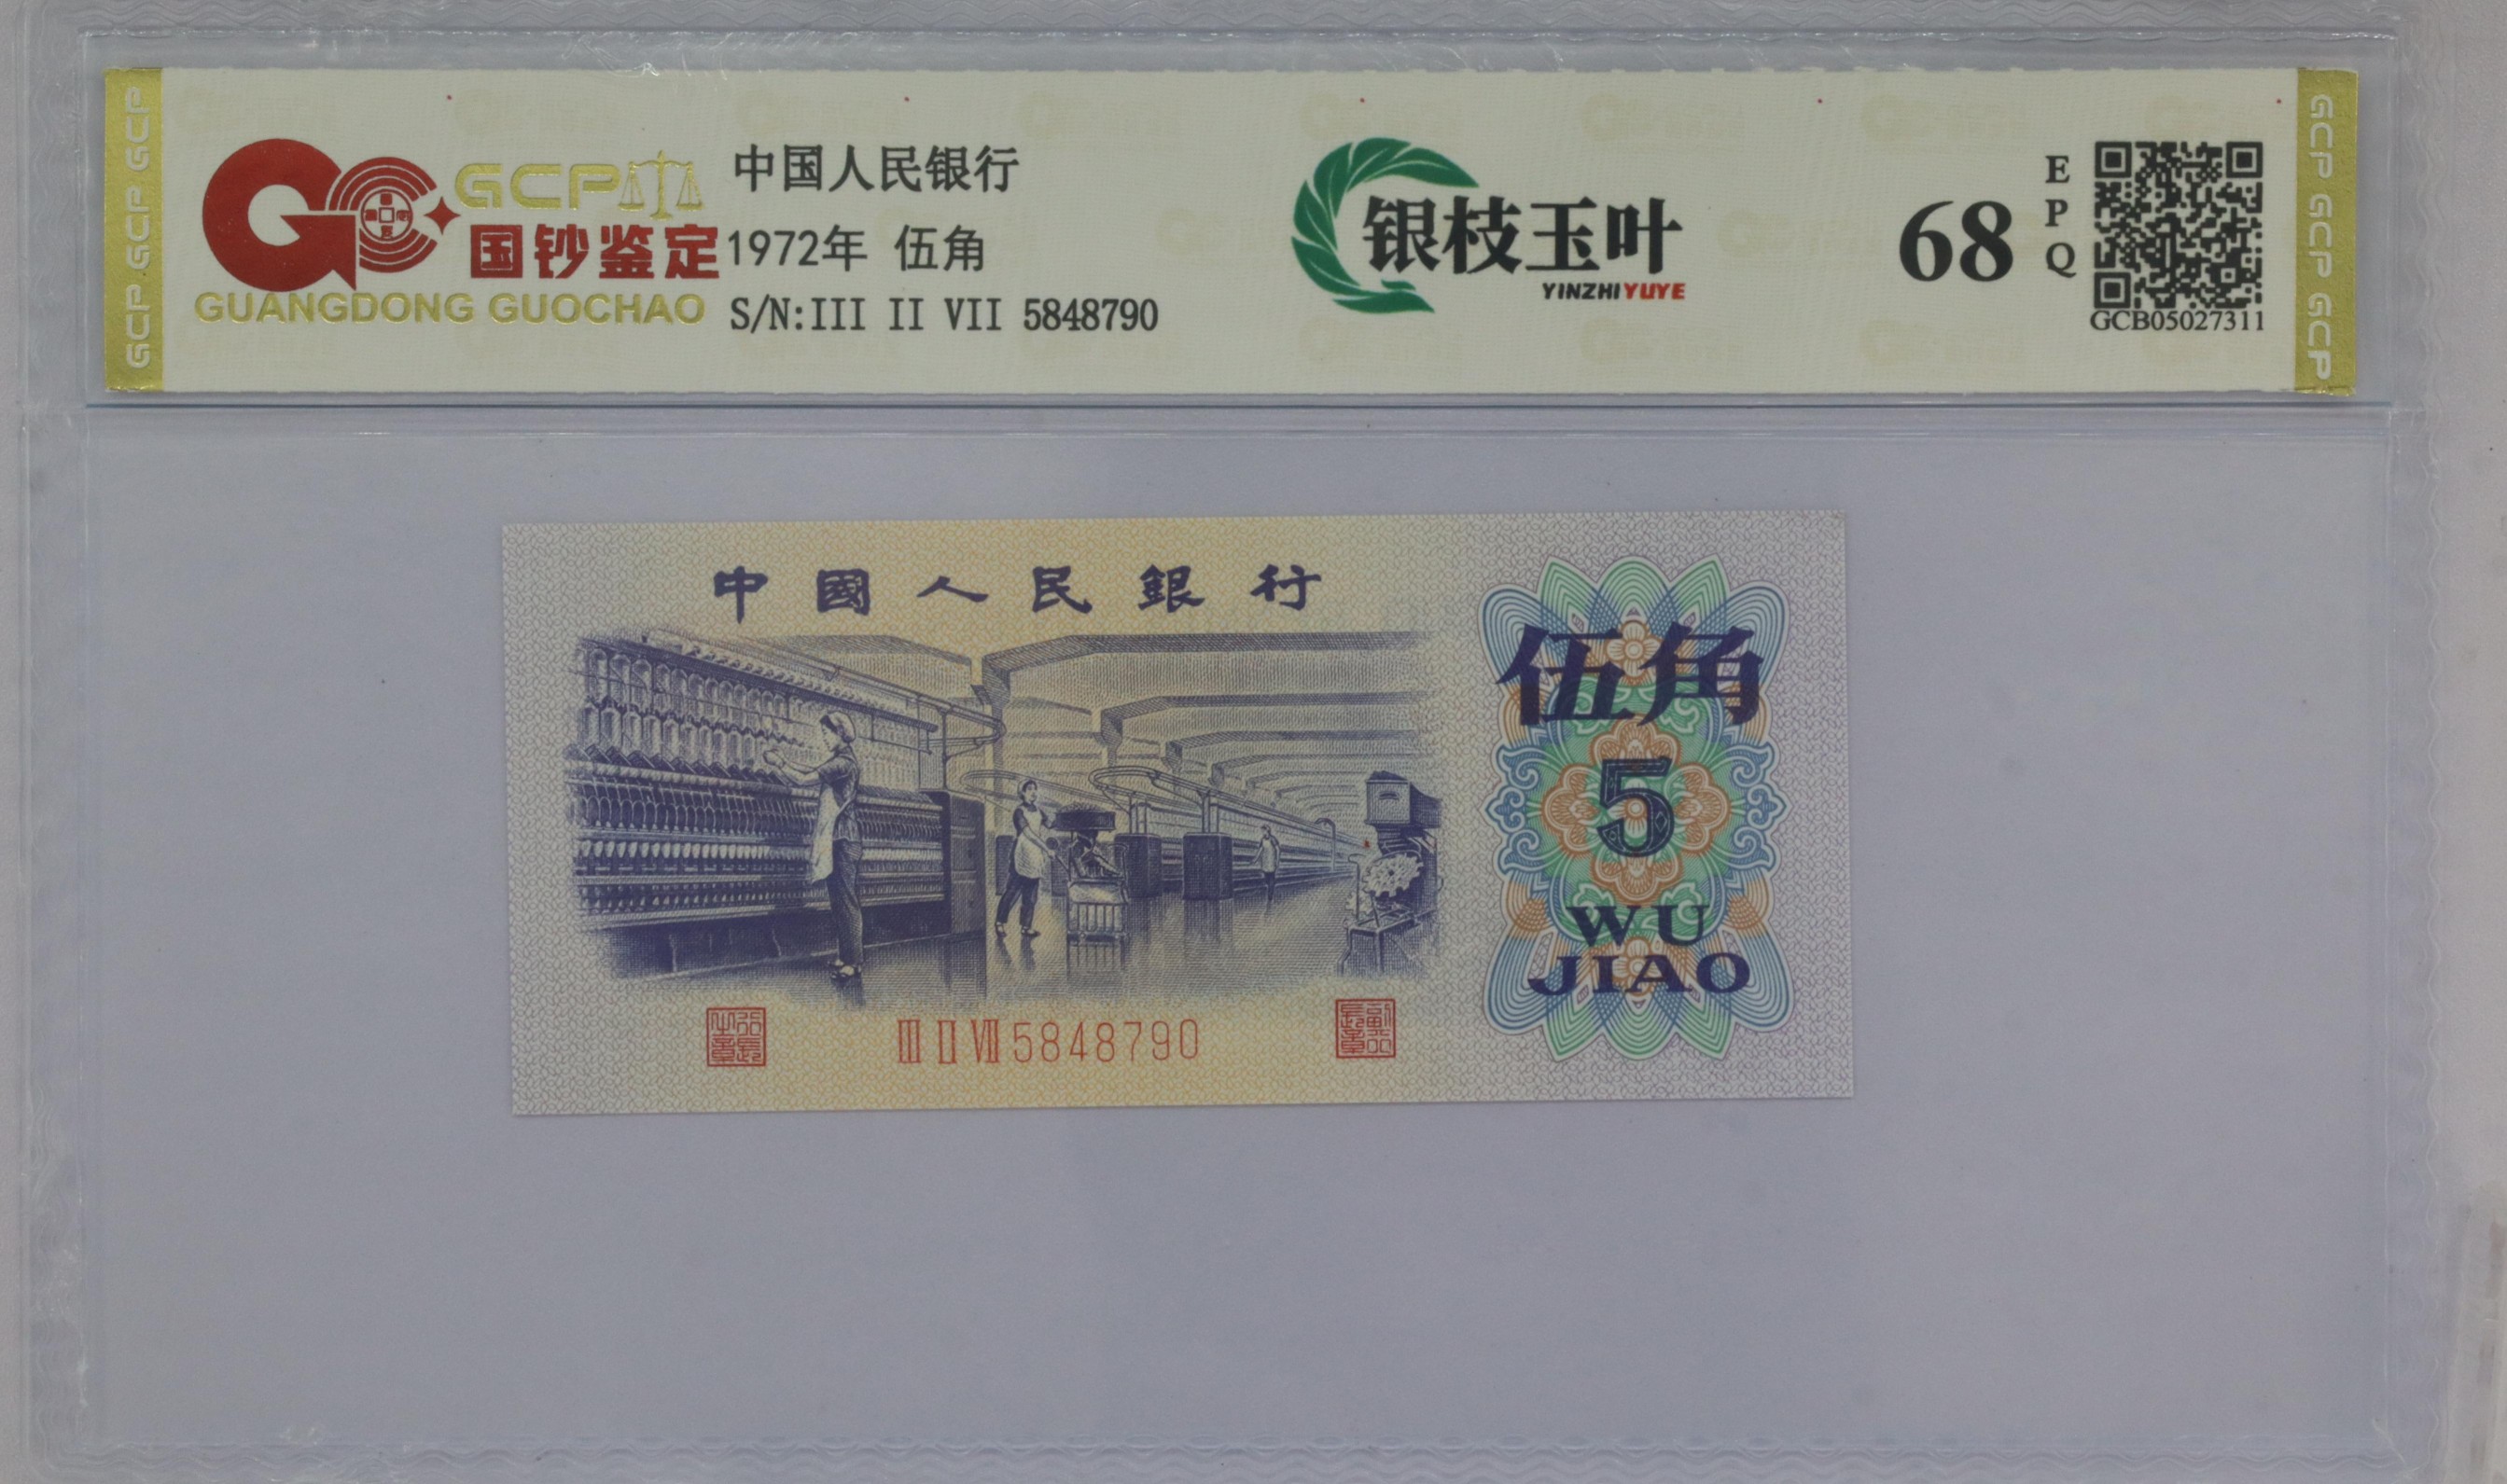 GCP GCP GCP
GCP
国钞鉴定
GUANGDONG GUOCHAO
中国人民银行
1972年 伍角
S/N:III II VII 5848790
银枝玉叶
YINZHIYUYE
68
EPQ
GCB05027311
GCP GCP GCP
中國人民銀行
伍角
5
WU
JIAO
III II VII 5848790